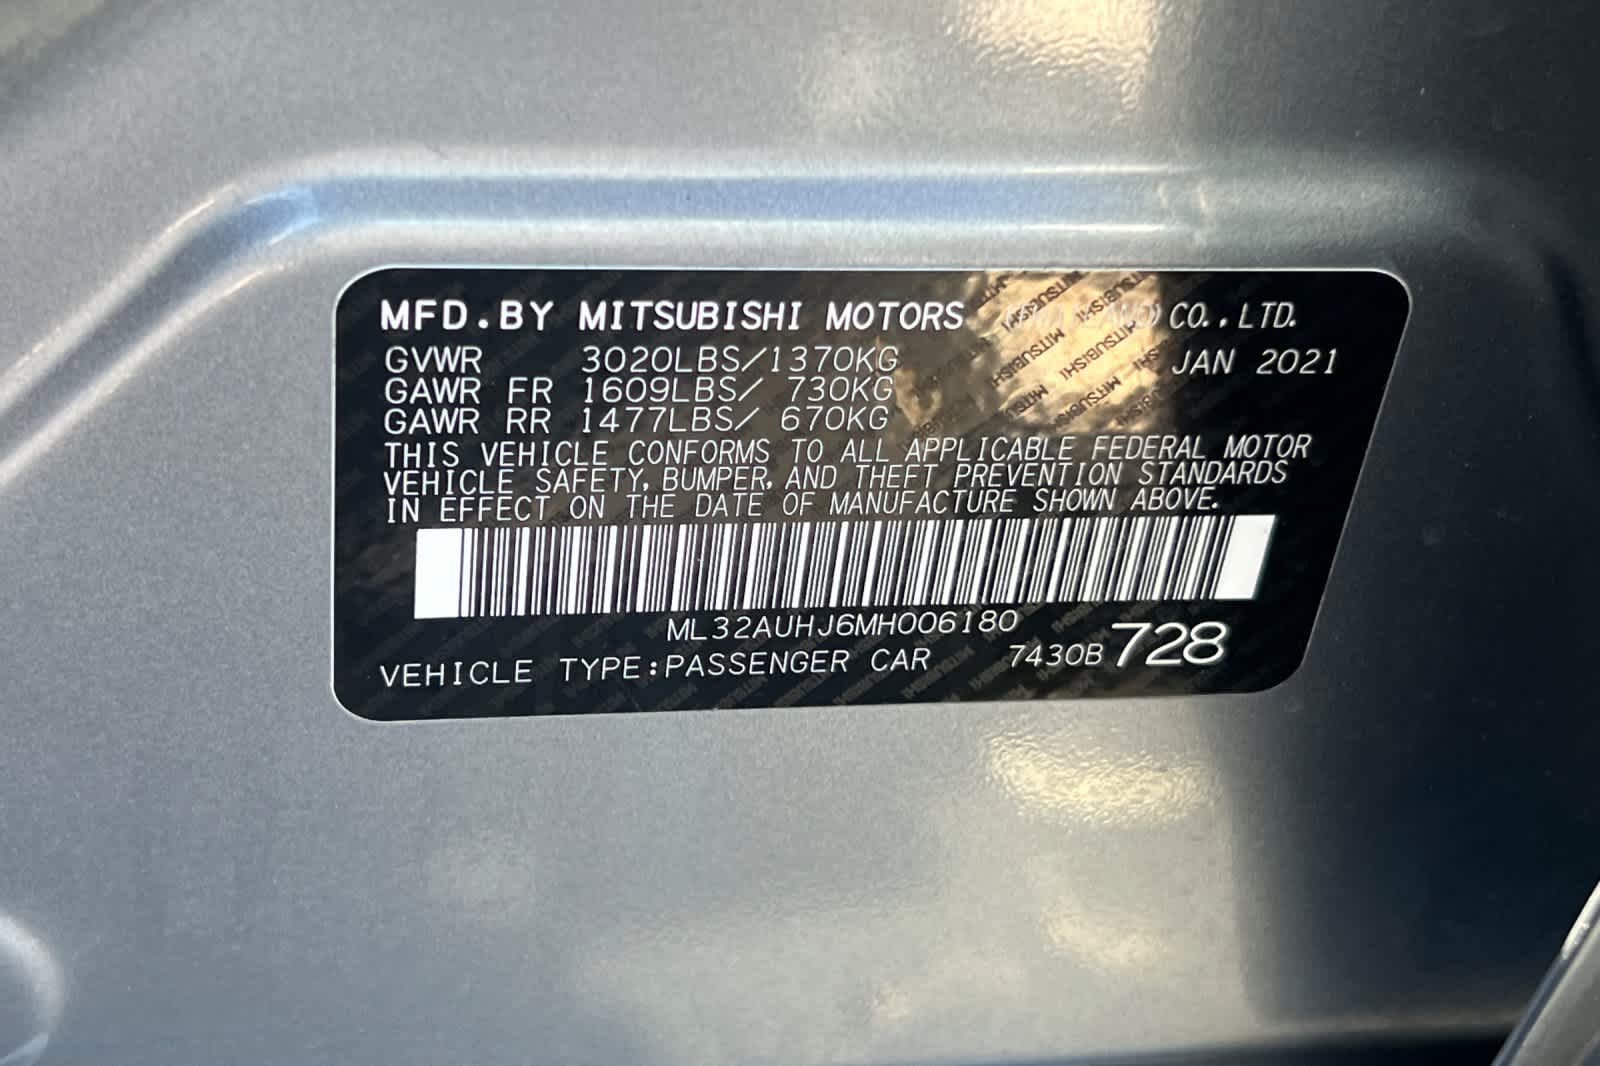 MFD.BY MITSUBISHI MOTORS (THAILAND) CO., LTD.
GVWR 3020LBS/1370KG JAN 2021
GAWR FR 1609LBS/ 730KG
GAWR RR 1477LBS/ 670KG
THIS VEHICLE CONFORMS TO ALL APPLICABLE FEDERAL MOTOR
VEHICLE SAFETY, BUMPER, AND THEFT PREVENTION STANDARDS
IN EFFECT ON THE DATE OF MANUFACTURE SHOWN ABOVE.
ML32AUHJ6MH006180
VEHICLE TYPE:PASSENGER CAR 7430B 728